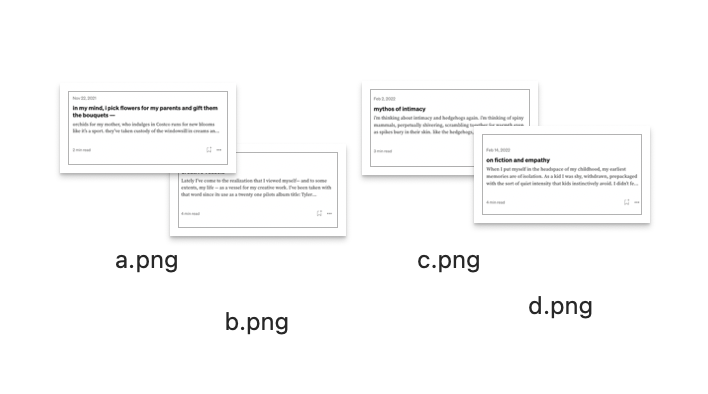 Nov 22, 2021
in my mind, i pick flowers for my parents and gift them
the bouquets —
orchids for my mother, who indulges in Costco runs for new blooms
like it's a sport. they've taken custody of the windowsill in creams an...
3 min read
Lately I've come to the realization that I viewed myself — and to some
extents, my life — as a vessel for my creative work. I've been taken with
that word since its use as a twenty one pilots album title: Tyler...
4 min read
a.png
b.png
Feb 2, 2022
mythos of intimacy
i'm thinking about intimacy and hedgehogs again. i'm thinking of spiny
mammals, perpetually shivering, scrambling together for warmth even
as spikes bury in their skin. like the hedgehogs,
3 min read
Feb 14, 2022
on fiction and empathy
When I put myself in the headspace of my childhood, my earliest
memories are of isolation. As a kid I was shy, withdrawn, prepackaged
with the sort of quiet intensity that kids instinctively avoid. I didn't fe...
4 min read
c.png
d.png